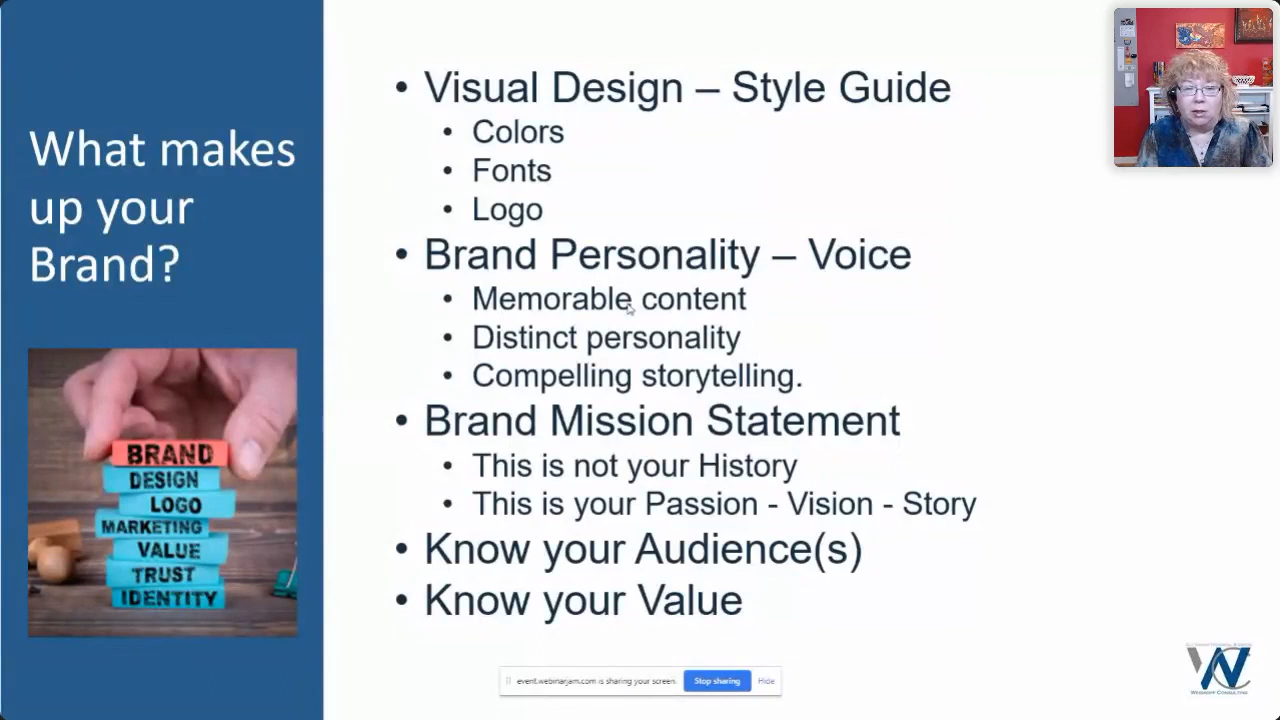 What makes
up your
Brand?
BRAND
DESIGN
LOGO
MARKETING
VALUE
TRUST
IDENTITY
• Visual Design – Style Guide
• Colors
• Fonts
• Logo
• Brand Personality – Voice
• Memorable content
• Distinct personality
• Compelling storytelling.
• Brand Mission Statement
• This is not your History
• This is your Passion - Vision - Story
• Know your Audience(s)
• Know your Value
event.webinarjam.com is sharing your screen. Stop sharing Hide
WC